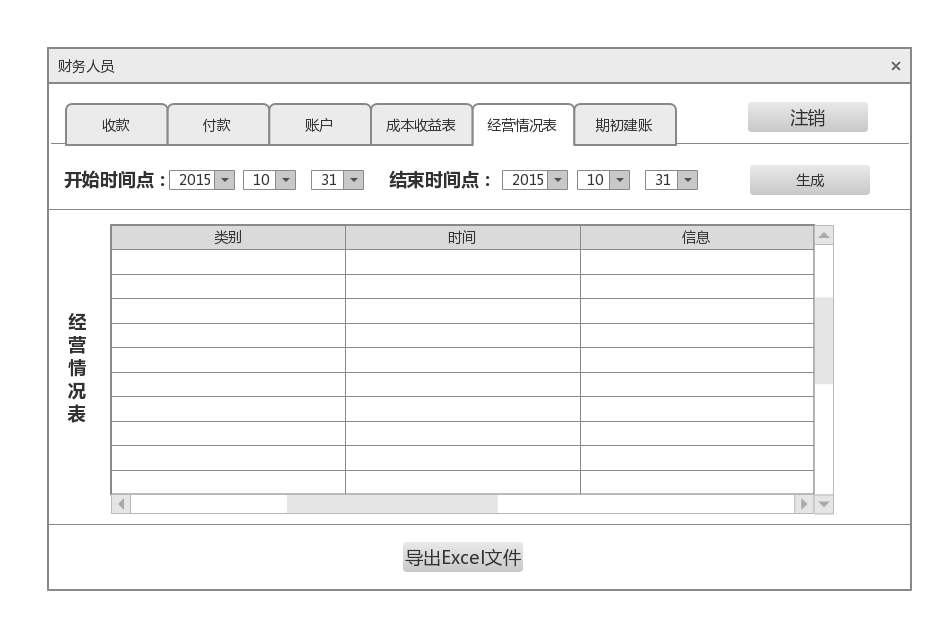 财务人员 ×
收款 付款 账户 成本收益表 经营情况表 期初建账 注销
开始时间点： 2015 10 31 结束时间点： 2015 10 31 生成
类别 时间 信息
经营情况表
导出Excel文件